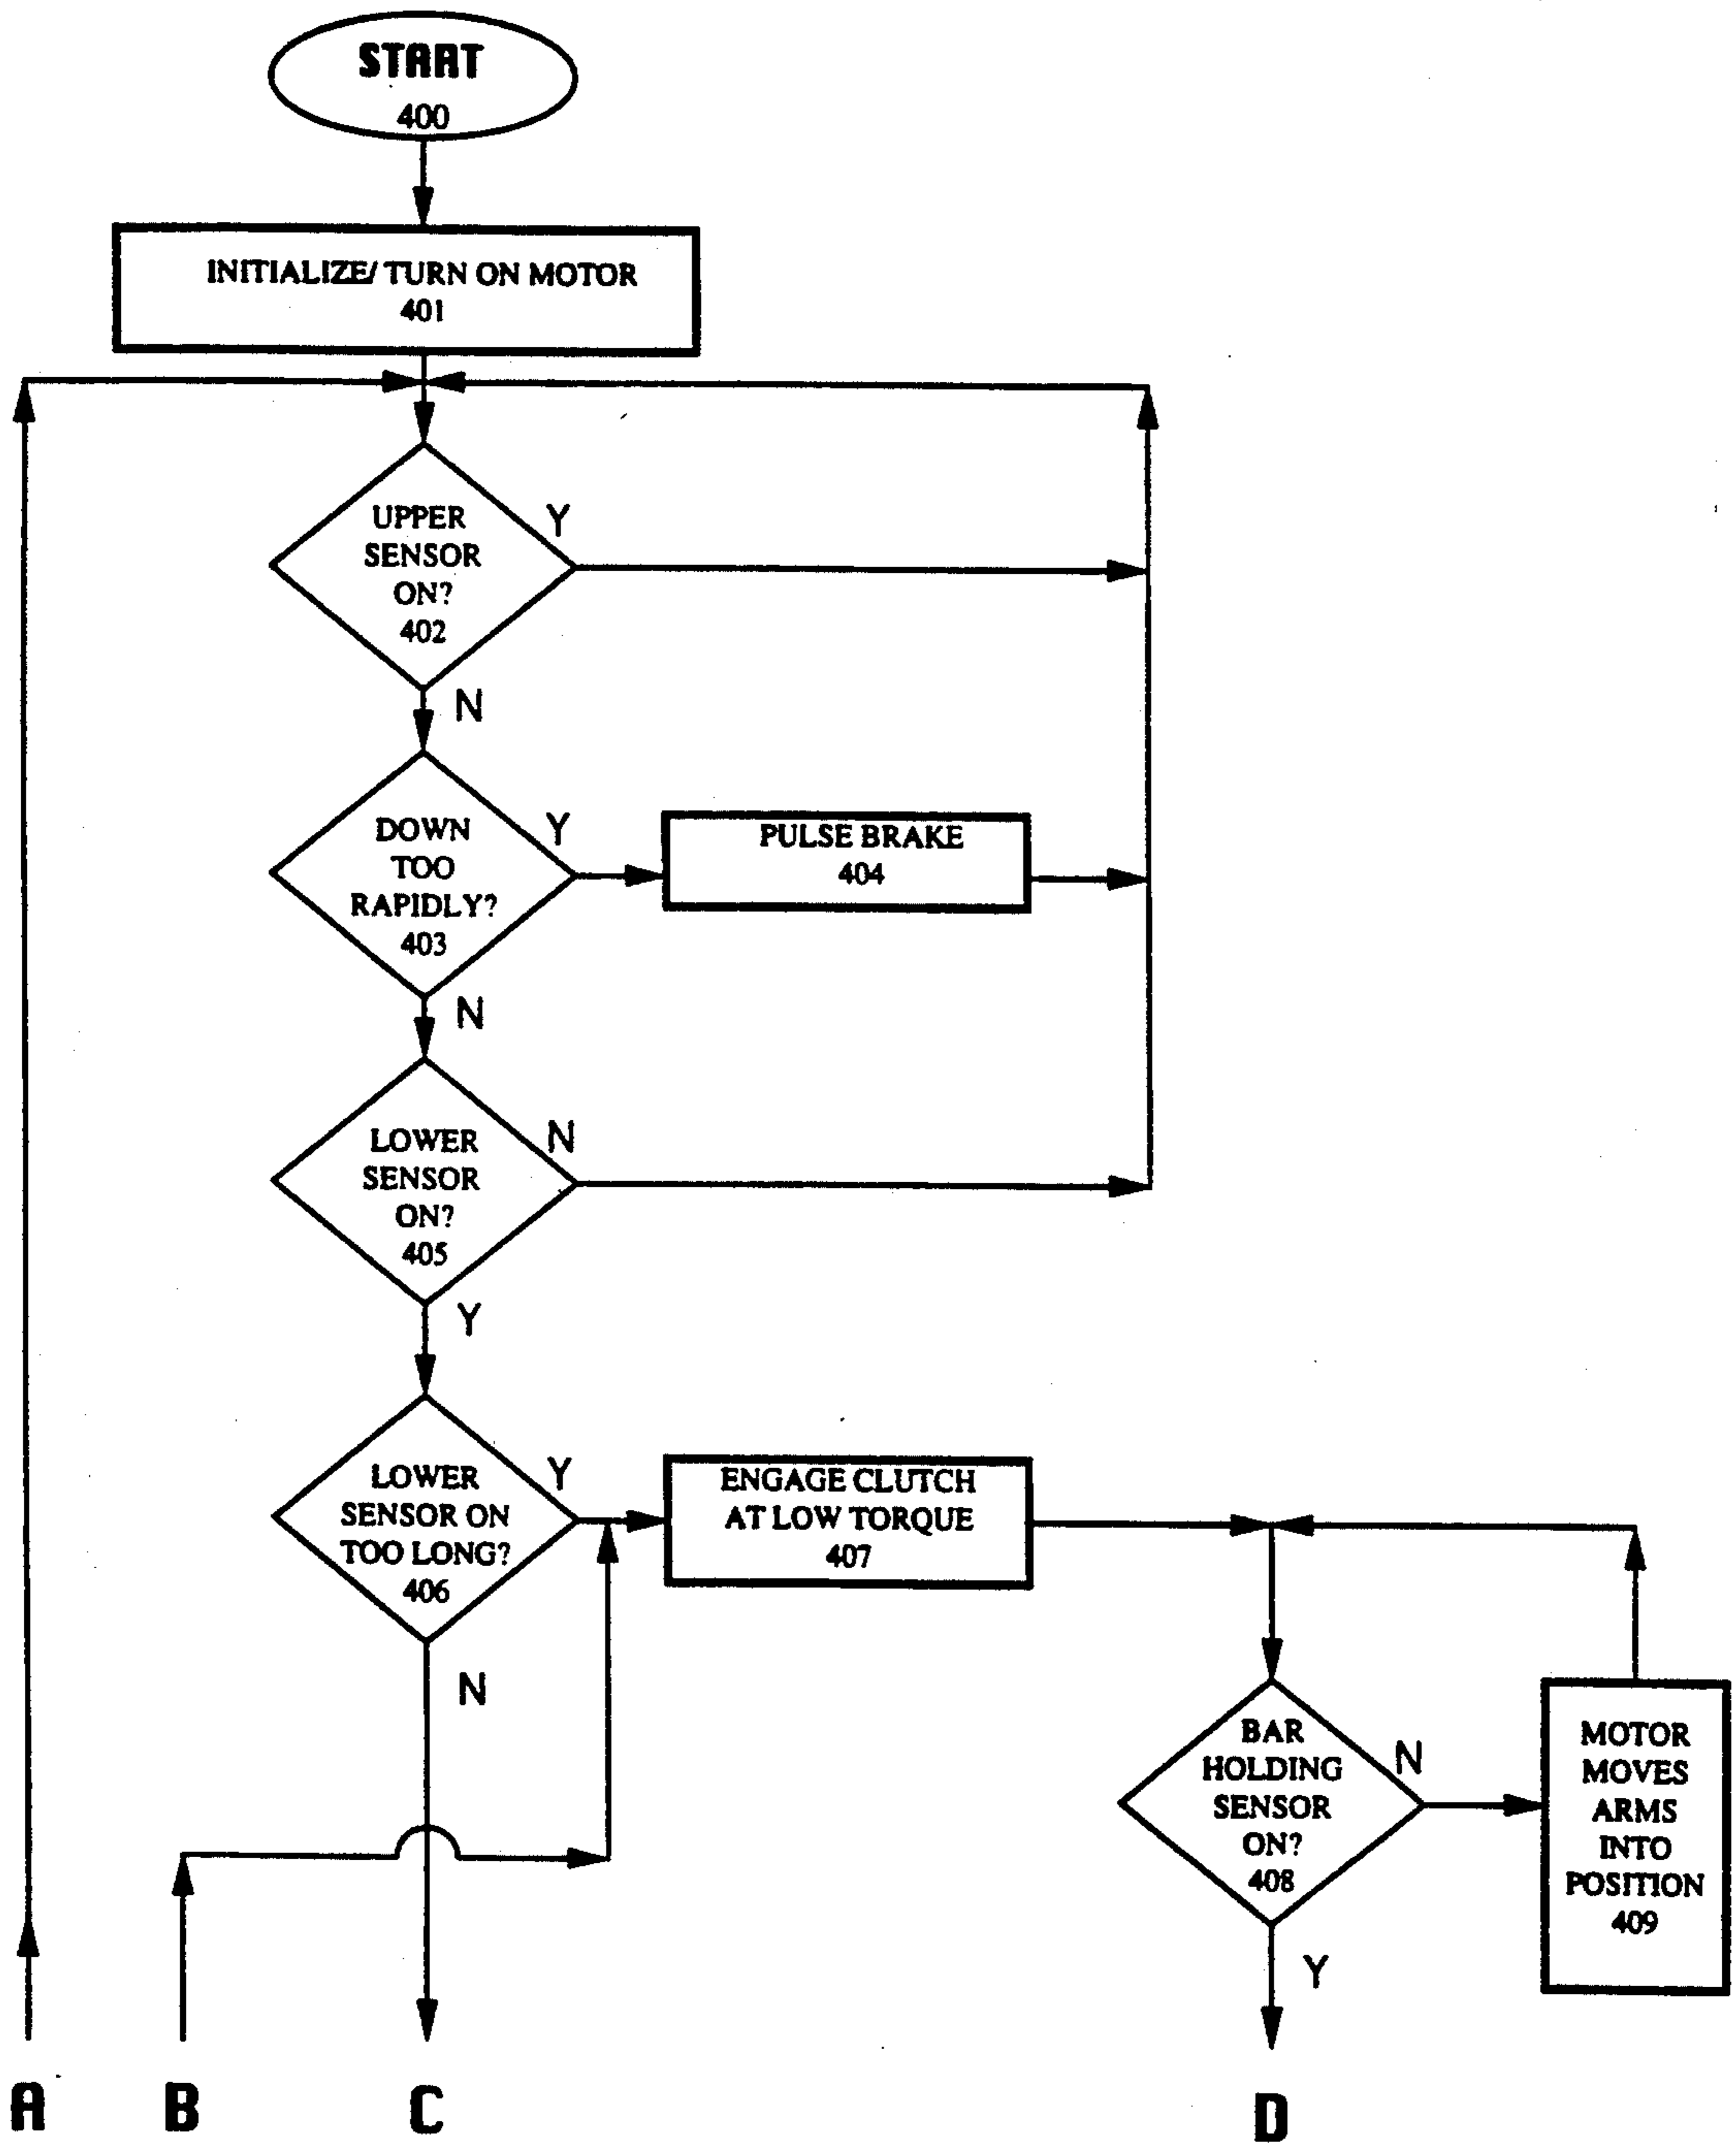 START
400
INITIALIZE/ TURN ON MOTOR
401
UPPER
SENSOR
ON?
402
Y
N
DOWN
TOO
RAPIDLY?
403
Y
PULSE BRAKE
404
N
LOWER
SENSOR
ON?
405
N
Y
LOWER
SENSOR ON
TOO LONG?
406
Y
ENGAGE CLUTCH
AT LOW TORQUE
407
N
BAR
HOLDING
SENSOR
ON?
408
N
MOTOR
MOVES
ARMS
INTO
POSITION
409
Y
A
B
C
D